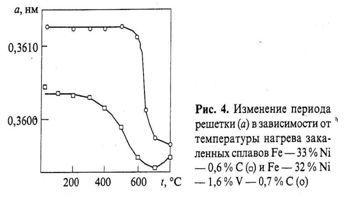 a, нм
0,3610
0,3600
200 400 600 t, °C
Рис. 4. Изменение периода
решетки (a) в зависимости от
температуры нагрева зака-
ленных сплавов Fe — 33 % Ni
— 0,6 % C (□) и Fe — 32 % Ni
— 1,6 % V — 0,7 % C (o)